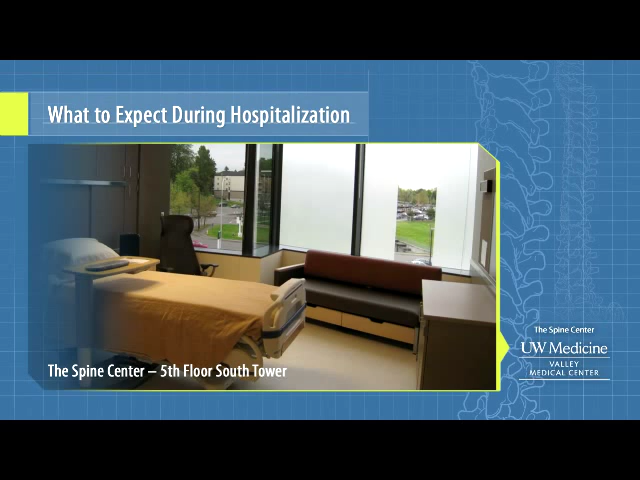 What to Expect During Hospitalization
The Spine Center – 5th Floor South Tower
The Spine Center
UW Medicine
VALLEY
MEDICAL CENTER